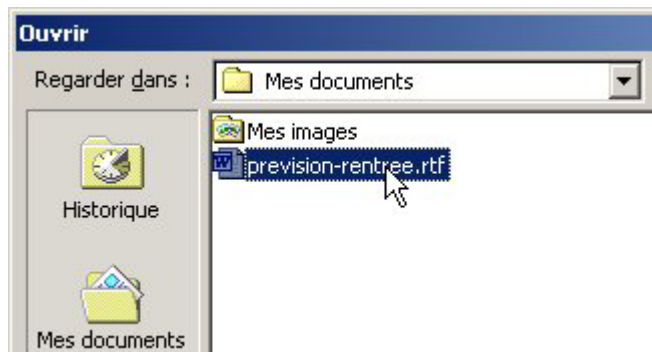 Ouvrir
Regarder dans : Mes documents
Mes images
prevision-rentree.rtf
Historique
Mes documents